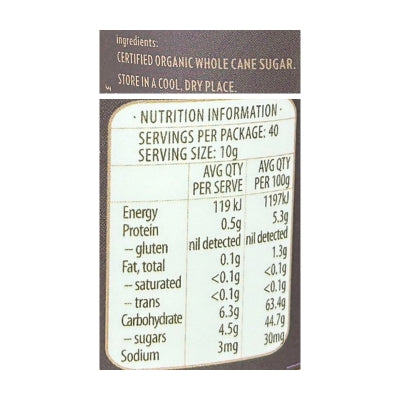 ingredients:
CERTIFIED ORGANIC WHOLE CANE SUGAR.
STORE IN A COOL, DRY PLACE.
· NUTRITION INFORMATION ·
SERVINGS PER PACKAGE: 40
SERVING SIZE: 10g
AVG QTY PER SERVE AVG QTY PER 100g
Energy 119 kJ 1197kJ
Protein 0.5g 5.3g
– gluten nil detected nil detected
Fat, total 0.1g 1.3g
– saturated <0.1g <0.1g
– trans <0.1g <0.1g
Carbohydrate 6.3g 63.4g
– sugars 4.5g 44.7g
Sodium 3mg 30mg